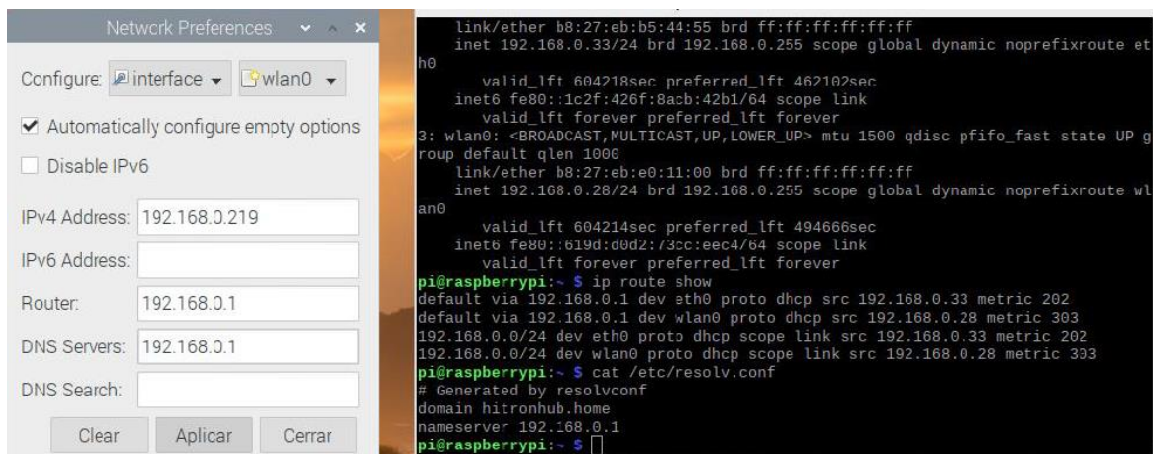 Network Preferences
Configure: interface wlan0
Automatically configure empty options
Disable IPv6
IPv4 Address: 192.168.0.219
IPv6 Address:
Router: 192.168.0.1
DNS Servers: 192.168.0.1
DNS Search:
Clear Aplicar Cerrar
link/ether b8:27:eb:b5:44:55 brd ff:ff:ff:ff:ff:ff
inet 192.168.0.33/24 brd 192.168.0.255 scope global dynamic noprefixroute et
h0
valid_lft 604218sec preferred_lft 462102sec
inet6 fe80::1c2f:426f:8acb:42b1/64 scope link
valid_lft forever preferred_lft forever
3: wlan0: <BROADCAST,MULTICAST,UP,LOWER_UP> mtu 1500 qdisc pfifo_fast state UP g
roup default qlen 1000
link/ether b8:27:eb:e0:11:00 brd ff:ff:ff:ff:ff:ff
inet 192.168.0.28/24 brd 192.168.0.255 scope global dynamic noprefixroute wl
an0
valid_lft 604214sec preferred_lft 494666sec
inet6 fe80::619d:d0d2:73cc:eec4/64 scope link
valid_lft forever preferred_lft forever
pi@raspberrypi:~ $ ip route show
default via 192.168.0.1 dev eth0 proto dhcp src 192.168.0.33 metric 202
default via 192.168.0.1 dev wlan0 proto dhcp src 192.168.0.28 metric 303
192.168.0.0/24 dev eth0 proto dhcp scope link src 192.168.0.33 metric 202
192.168.0.0/24 dev wlan0 proto dhcp scope link src 192.168.0.28 metric 303
pi@raspberrypi:~ $ cat /etc/resolv.conf
# Generated by resolvconf
domain hitronhub.home
nameserver 192.168.0.1
pi@raspberrypi:~ $